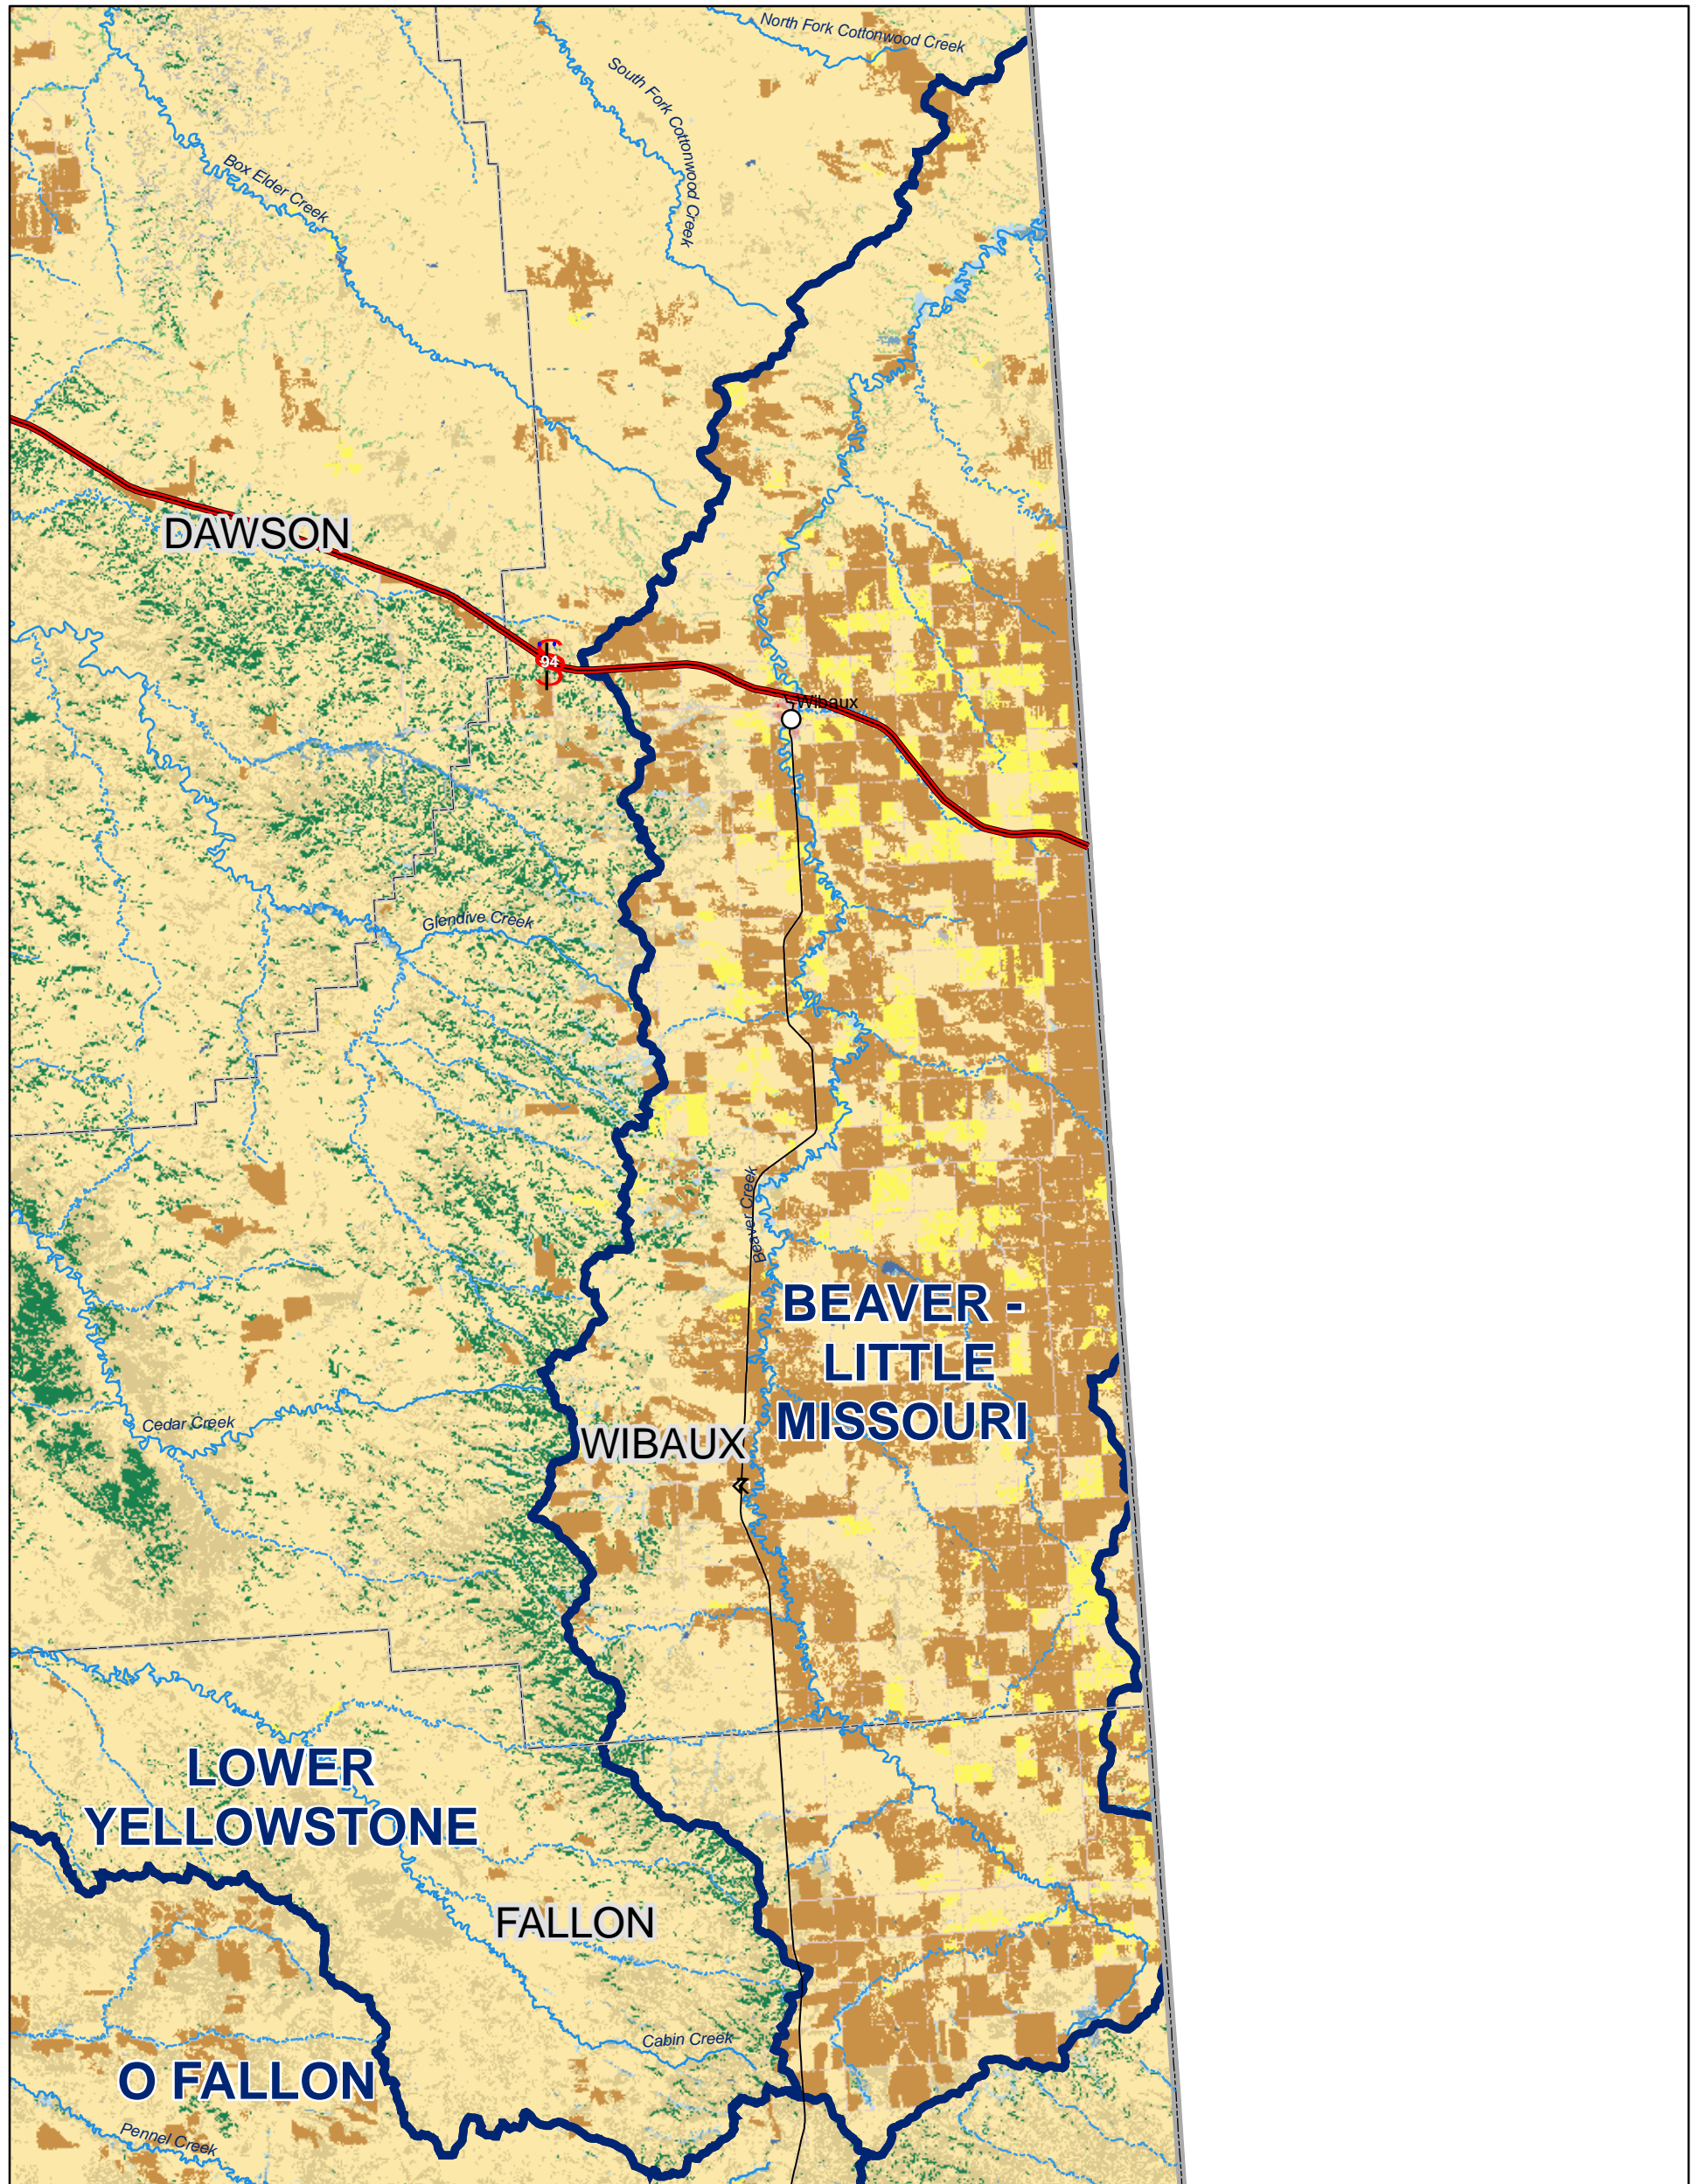 North Fork Cottonwood Creek
South Fork Cottonwood Creek
Box Elder Creek
DAWSON
94
Wibaux
Glendive Creek
Beaver Creek
BEAVER -
LITTLE
MISSOURI
Cedar Creek
WIBAUX
LOWER
YELLOWSTONE
FALLON
Cabin Creek
O FALLON
Pennel Creek